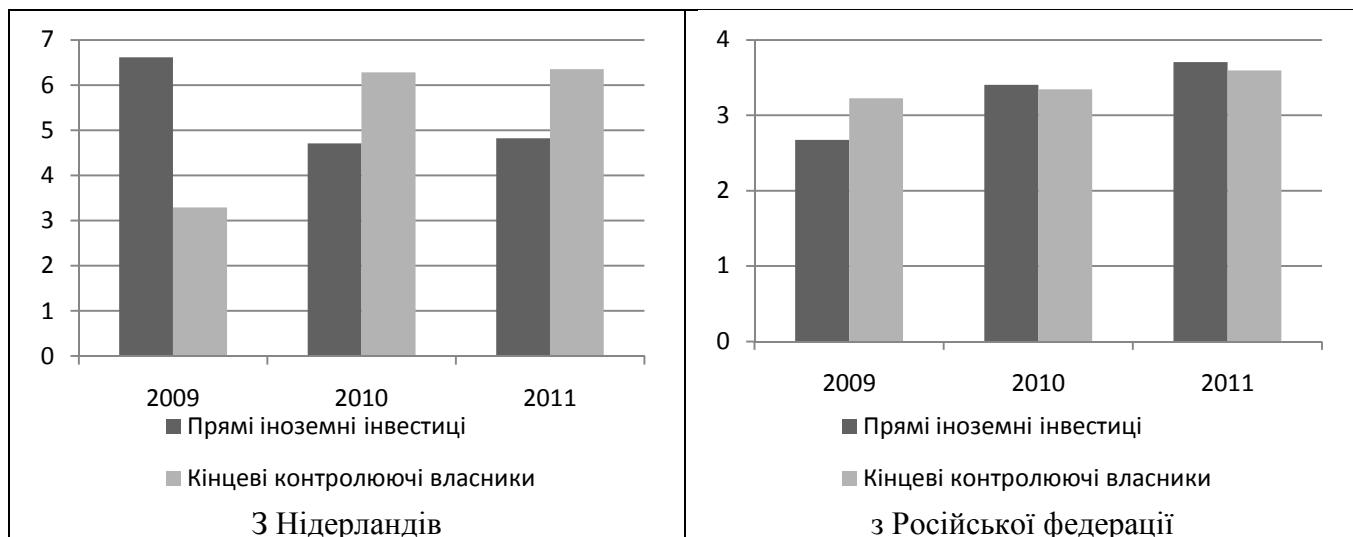 7
6
5
4
3
2
1
0
2009 2010 2011
Прямі іноземні інвестиці
Кінцеві контролюючі власники
З Нідерландів
4
3
2
1
0
2009 2010 2011
Прямі іноземні інвестиці
Кінцеві контролюючі власники
з Російської федерації